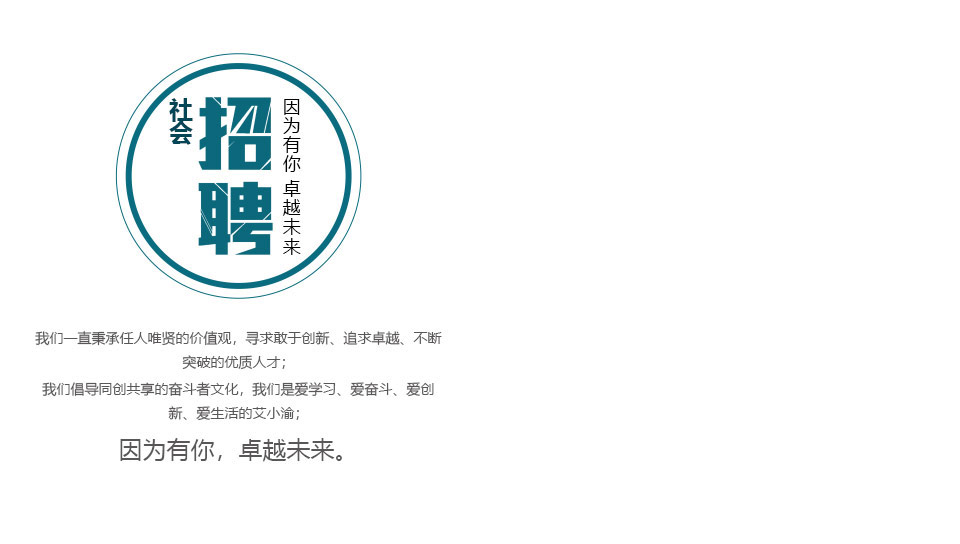 社会
招聘
因为有你 卓越未来
我们一直秉承任人唯贤的价值观，寻求敢于创新、追求卓越、不断
突破的优质人才；
我们倡导同创共享的奋斗者文化，我们是爱学习、爱奋斗、爱创
新、爱生活的艾小渝；
因为有你，卓越未来。